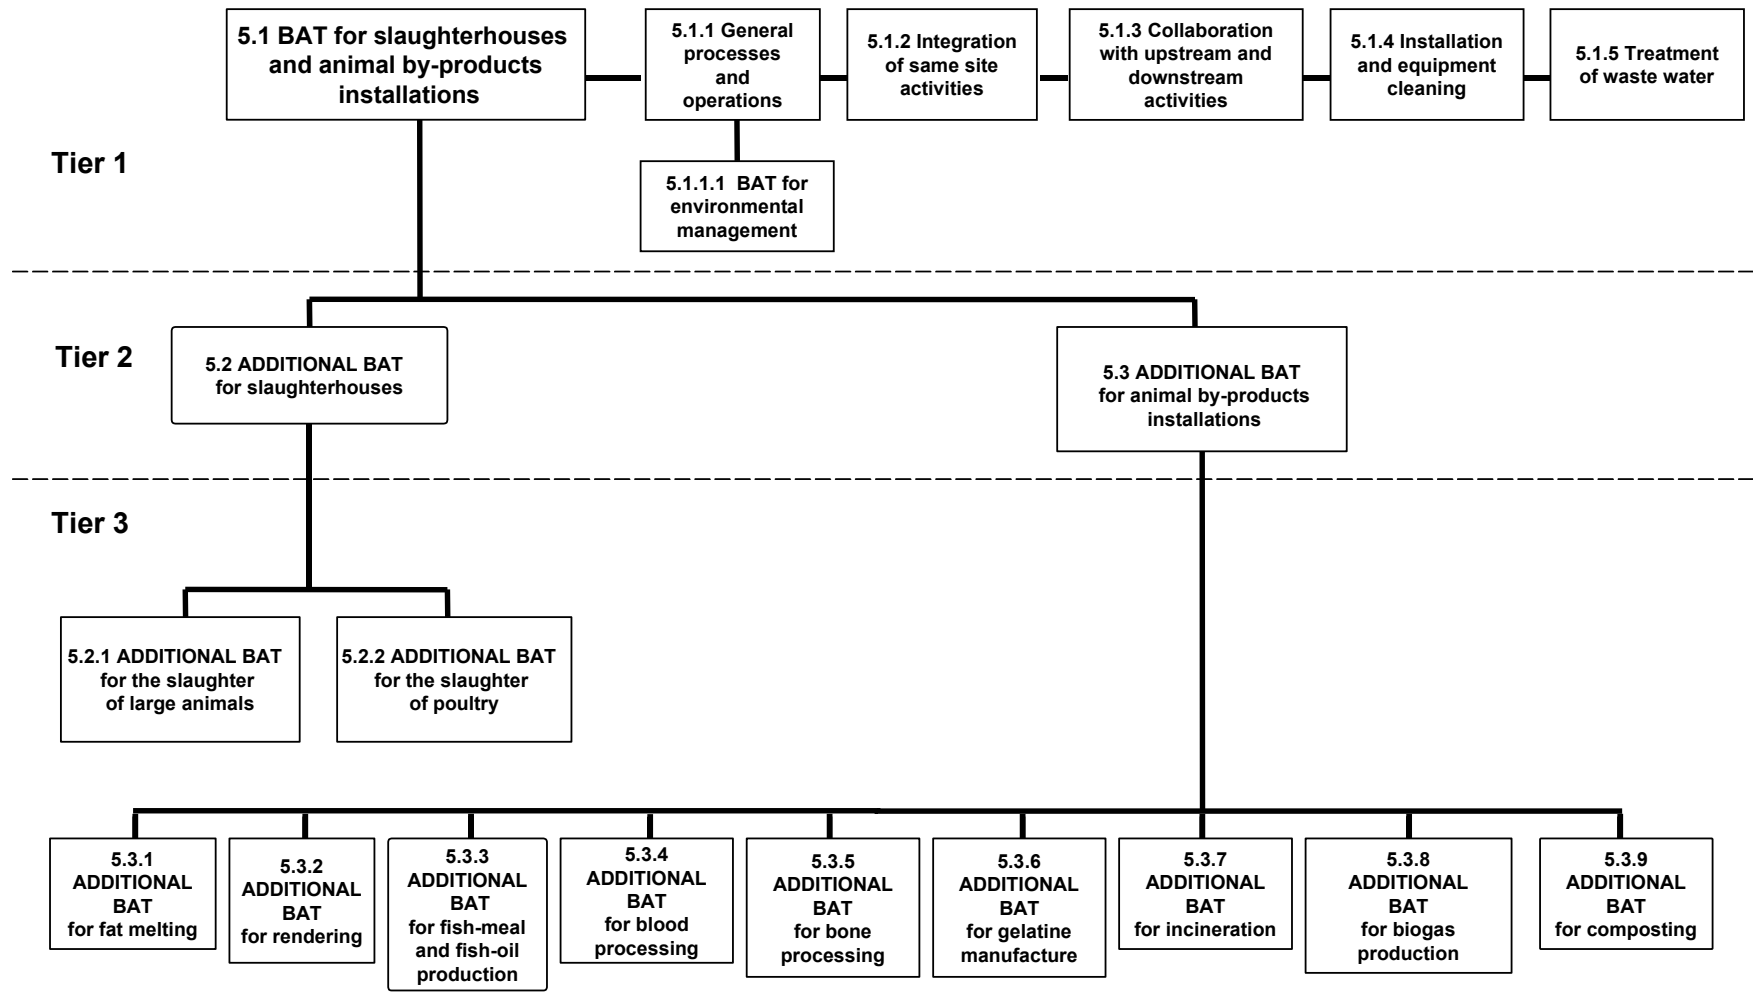 5.1 BAT for slaughterhouses
and animal by-products
installations
5.1.1 General
processes
and
operations
5.1.2 Integration
of same site
activities
5.1.3 Collaboration
with upstream and
downstream
activities
5.1.4 Installation
and equipment
cleaning
5.1.5 Treatment
of waste water
Tier 1
5.1.1.1 BAT for
environmental
management
Tier 2
5.2 ADDITIONAL BAT
for slaughterhouses
5.3 ADDITIONAL BAT
for animal by-products
installations
Tier 3
5.2.1 ADDITIONAL BAT
for the slaughter
of large animals
5.2.2 ADDITIONAL BAT
for the slaughter
of poultry
5.3.1
ADDITIONAL
BAT
for fat melting
5.3.2
ADDITIONAL
BAT
for rendering
5.3.3
ADDITIONAL
BAT
for fish-meal
and fish-oil
production
5.3.4
ADDITIONAL
BAT
for blood
processing
5.3.5
ADDITIONAL
BAT
for bone
processing
5.3.6
ADDITIONAL
BAT
for gelatine
manufacture
5.3.7
ADDITIONAL
BAT
for incineration
5.3.8
ADDITIONAL
BAT
for biogas
production
5.3.9
ADDITIONAL
BAT
for composting